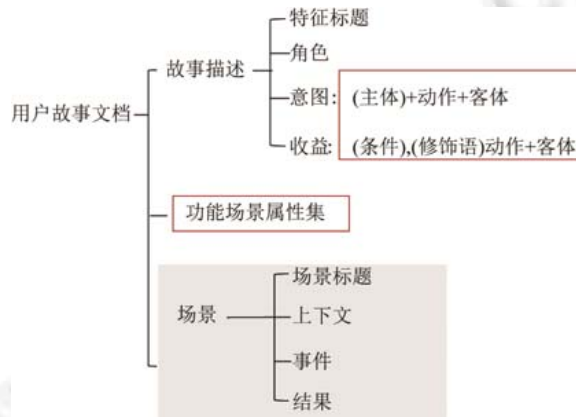 特征标题
故事描述
角色
意图: (主体)+动作+客体
用户故事文档
收益: (条件),(修饰语)动作+客体
功能场景属性集
场景标题
场景
上下文
事件
结果